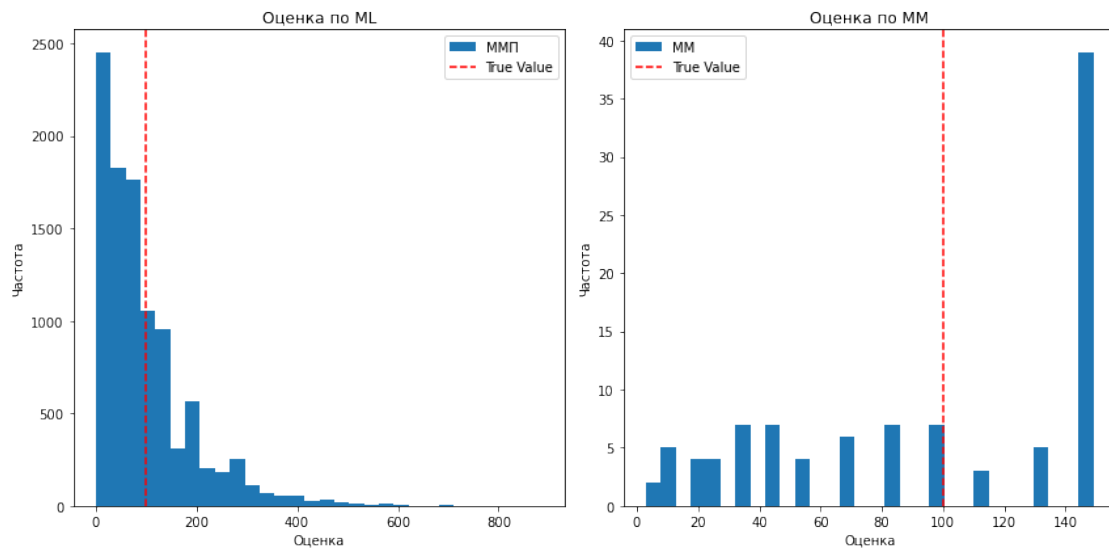 Оценка по ML
2500
2000
1500
1000
500
0
0
200
400
600
800
Частота
Оценка
ММП
True Value
Оценка по MM
40
35
30
25
20
15
10
5
0
0
20
40
60
80
100
120
140
Частота
Оценка
ММ
True Value